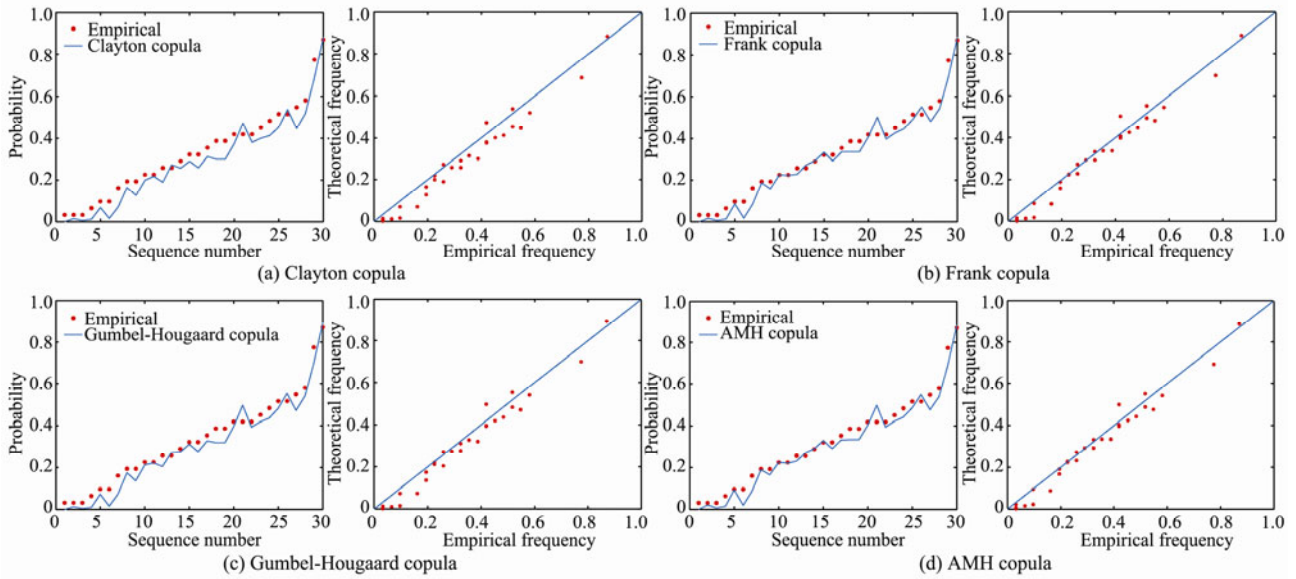 1.0
0.8
0.6
0.4
0.2
0
Probability
Empirical
Clayton copula
0 5 10 15 20 25 30
Sequence number
1.0
0.8
0.6
0.4
0.2
Theoretical frequency
0 0.2 0.4 0.6 0.8 1.0
Empirical frequency
(a) Clayton copula
1.0
0.8
0.6
0.4
0.2
0
Probability
Empirical
Frank copula
0 5 10 15 20 25 30
Sequence number
1.0
0.8
0.6
0.4
0.2
Theoretical frequency
0 0.2 0.4 0.6 0.8 1.0
Empirical frequency
(b) Frank copula
1.0
0.8
0.6
0.4
0.2
0
Probability
Empirical
Gumbel-Hougaard copula
0 5 10 15 20 25 30
Sequence number
1.0
0.8
0.6
0.4
0.2
0
Theoretical frequency
0 0.2 0.4 0.6 0.8 1.0
Empirical frequency
(c) Gumbel-Hougaard copula
1.0
0.8
0.6
0.4
0.2
0
Probability
Empirical
AMH copula
0 5 10 15 20 25 30
Sequence number
1.0
0.8
0.6
0.4
0.2
0
Theoretical frequency
0 0.2 0.4 0.6 0.8 1.0
Empirical frequency
(d) AMH copula